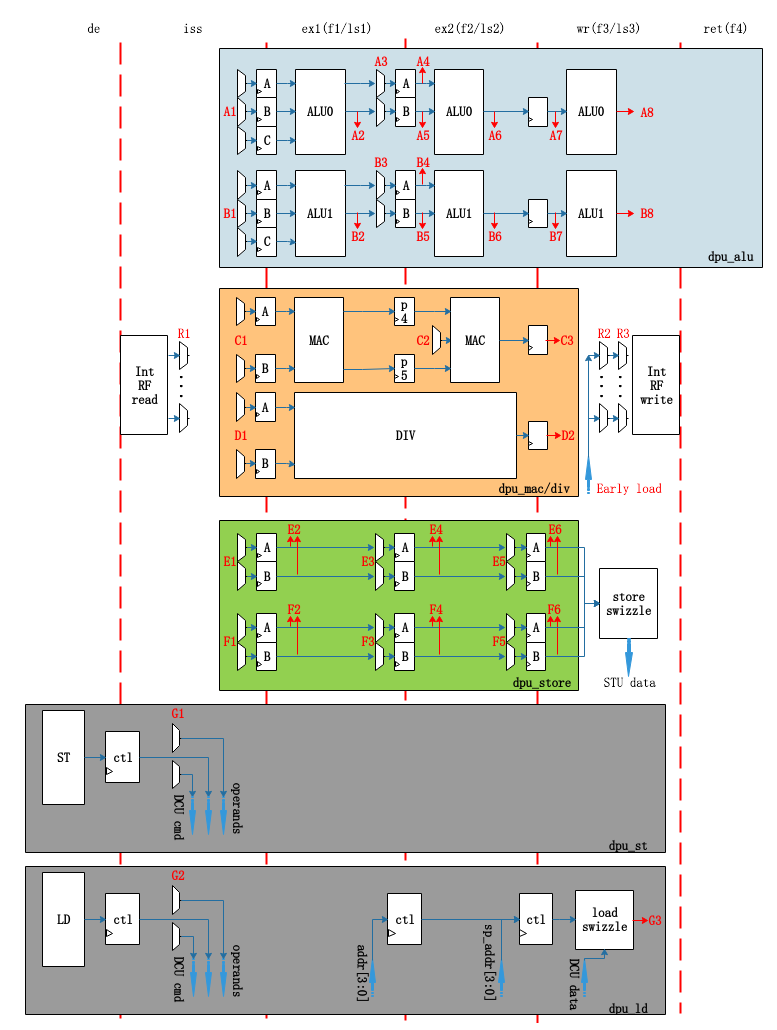 de iss ex1(f1/ls1) ex2(f2/ls2) wr(f3/ls3) ret(f4)
A3 A4
A A
A1 B ALU0 B ALU0 ALU0 A8
A2 A5 A6 A7
C
B3 B4
A A
B1 B ALU1 B ALU1 ALU1 B8
B2 B5 B6 B7
C
dpu_alu
A P4
R1 C1 MAC C2 MAC C3 R2 R3
B P5
Int RF read
Int RF write
A
D1 DIV D2
B
dpu_mac/div Early load
E2 E4 E6
A A A
E1 E3 E5
B B B
store
swizzle
F2 F4 F6
A A A
F1 F3 F5
B B B
dpu_store STU data
G1
ST ctl
DCU cmd
operands
dpu_st
G2
LD ctl ctl ctl load
swizzle G3
DCU cmd
operands
addr[3:0]
sp_addr[3:0]
DCU data
dpu_ld